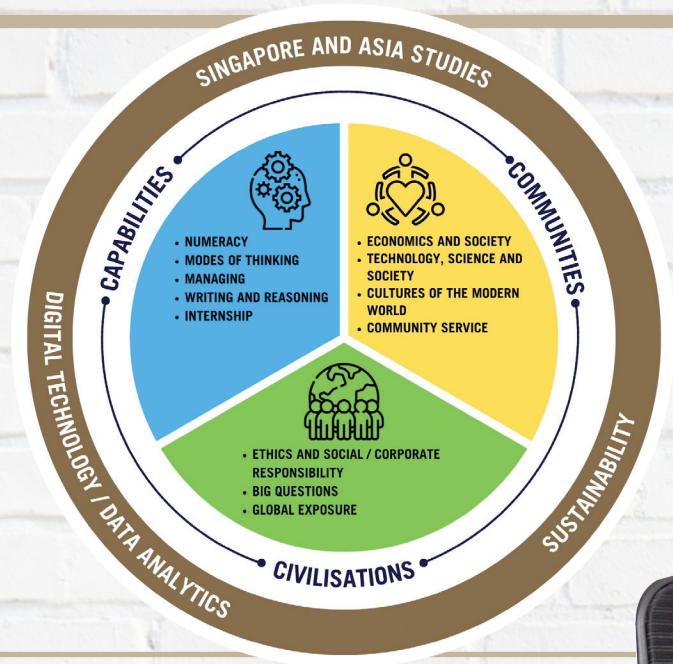 SINGAPORE AND ASIA STUDIES
CAPABILITIES
• NUMERACY
• MODES OF THINKING
• MANAGING
• WRITING AND REASONING
• INTERNSHIP
COMMUNITIES
• ECONOMICS AND SOCIETY
• TECHNOLOGY, SCIENCE AND
SOCIETY
• CULTURES OF THE MODERN
WORLD
• COMMUNITY SERVICE
• ETHICS AND SOCIAL / CORPORATE
RESPONSIBILITY
• BIG QUESTIONS
• GLOBAL EXPOSURE
CIVILISATIONS
DIGITAL TECHNOLOGY / DATA ANALYTICS
SUSTAINABILITY